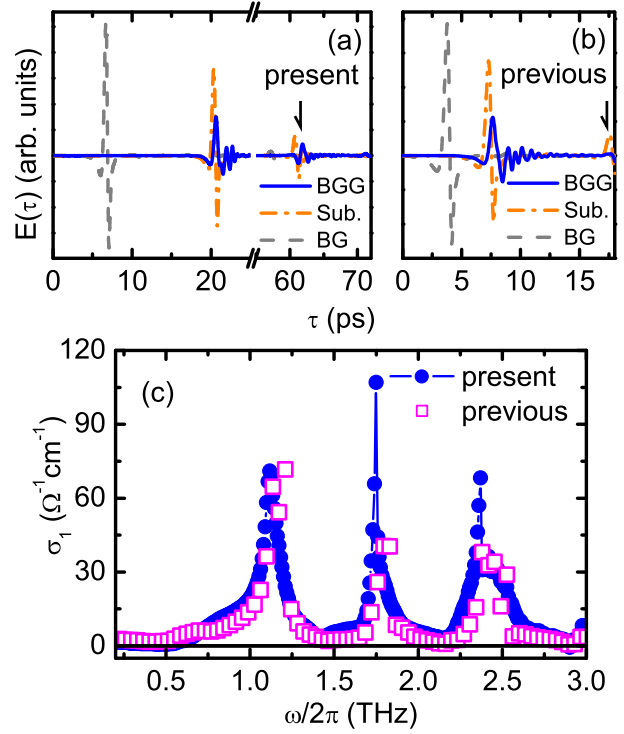 (a)
present
E(τ) (arb. units)
BGG
Sub.
BG
0 20 60 70
(b)
previous
BGG
Sub.
BG
0 5 10 15
τ (ps)
120
90
60
30
0
(c)
present
previous
σ₁ (Ω⁻¹cm⁻¹)
0.5 1.0 1.5 2.0 2.5 3.0
ω/2π (THz)